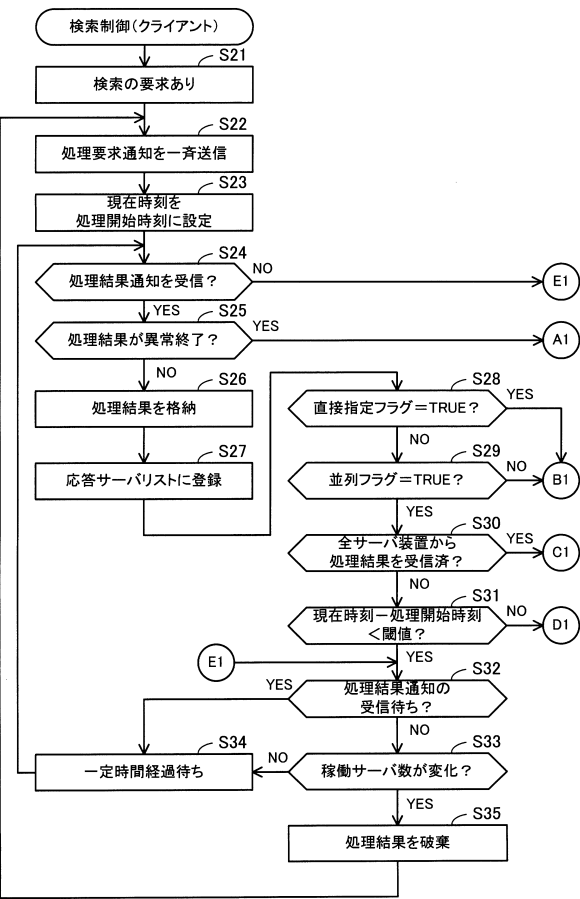 検索制御(クライアント)
S21
検索の要求あり
S22
処理要求通知を一斉送信
S23
現在時刻を
処理開始時刻に設定
S24
処理結果通知を受信?
NO
E1
YES
S25
処理結果が異常終了?
YES
A1
NO
S26
処理結果を格納
S27
応答サーバリストに登録
S28
直接指定フラグ=TRUE?
YES
NO
S29
並列フラグ=TRUE?
NO
B1
YES
S30
全サーバ装置から
処理結果を受信済?
YES
C1
NO
S31
現在時刻-処理開始時刻
<閾値?
NO
D1
E1
YES
S32
処理結果通知の
受信待ち?
YES
NO
S33
稼働サーバ数が変化?
NO
S34
一定時間経過待ち
YES
S35
処理結果を破棄